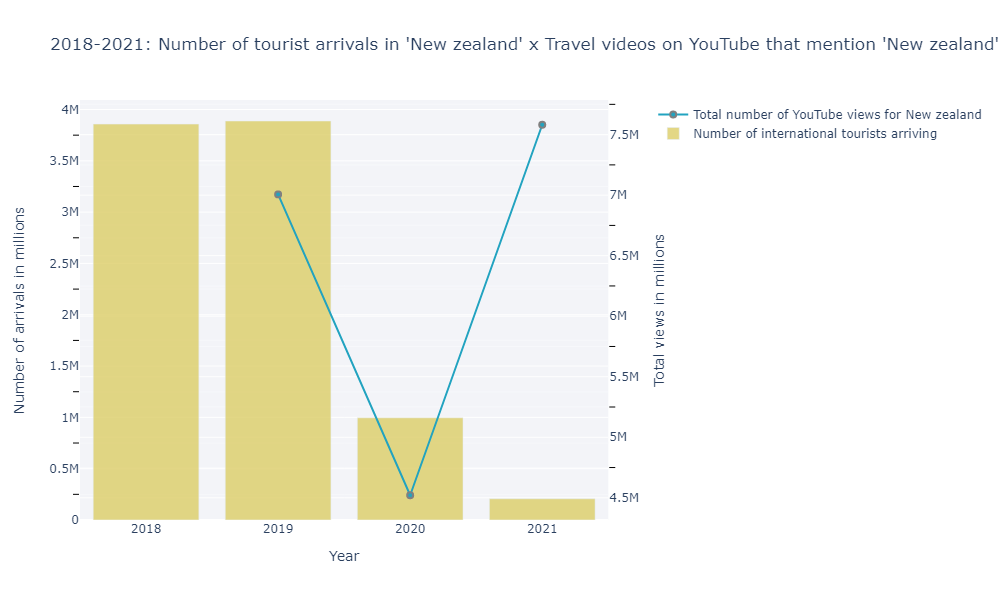 2018-2021: Number of tourist arrivals in 'New zealand' x Travel videos on YouTube that mention 'New zealand'
Total number of YouTube views for New zealand
Number of international tourists arriving
Number of arrivals in millions
4M
3.5M
3M
2.5M
2M
1.5M
1M
0.5M
0
7.5M
7M
6.5M
6M
5.5M
5M
4.5M
Total views in millions
2018
2019
2020
2021
Year